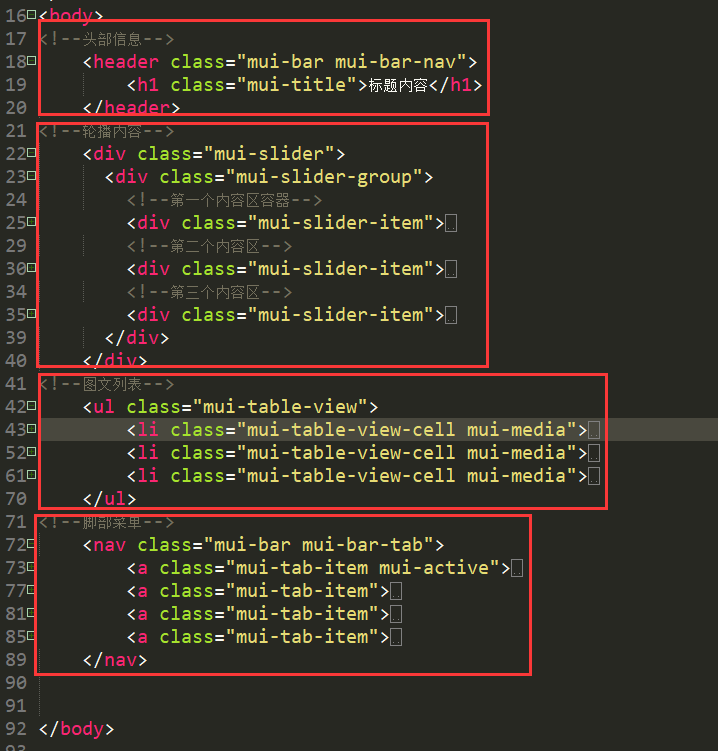 16 <body>
17 <!--头部信息-->
18 <header class="mui-bar mui-bar-nav">
19 <h1 class="mui-title">标题内容</h1>
20 </header>
21 <!--轮播内容-->
22 <div class="mui-slider">
23 <div class="mui-slider-group">
24 <!--第一个内容区容器-->
25 <div class="mui-slider-item">
29 <!--第二个内容区-->
30 <div class="mui-slider-item">
34 <!--第三个内容区-->
35 <div class="mui-slider-item">
39 </div>
40 </div>
41 <!--图文列表-->
42 <ul class="mui-table-view">
43 <li class="mui-table-view-cell mui-media">
52 <li class="mui-table-view-cell mui-media">
61 <li class="mui-table-view-cell mui-media">
70 </ul>
71 <!--脚部菜单-->
72 <nav class="mui-bar mui-bar-tab">
73 <a class="mui-tab-item mui-active">
77 <a class="mui-tab-item">
81 <a class="mui-tab-item">
85 <a class="mui-tab-item">
89 </nav>
90
91
92 </body>